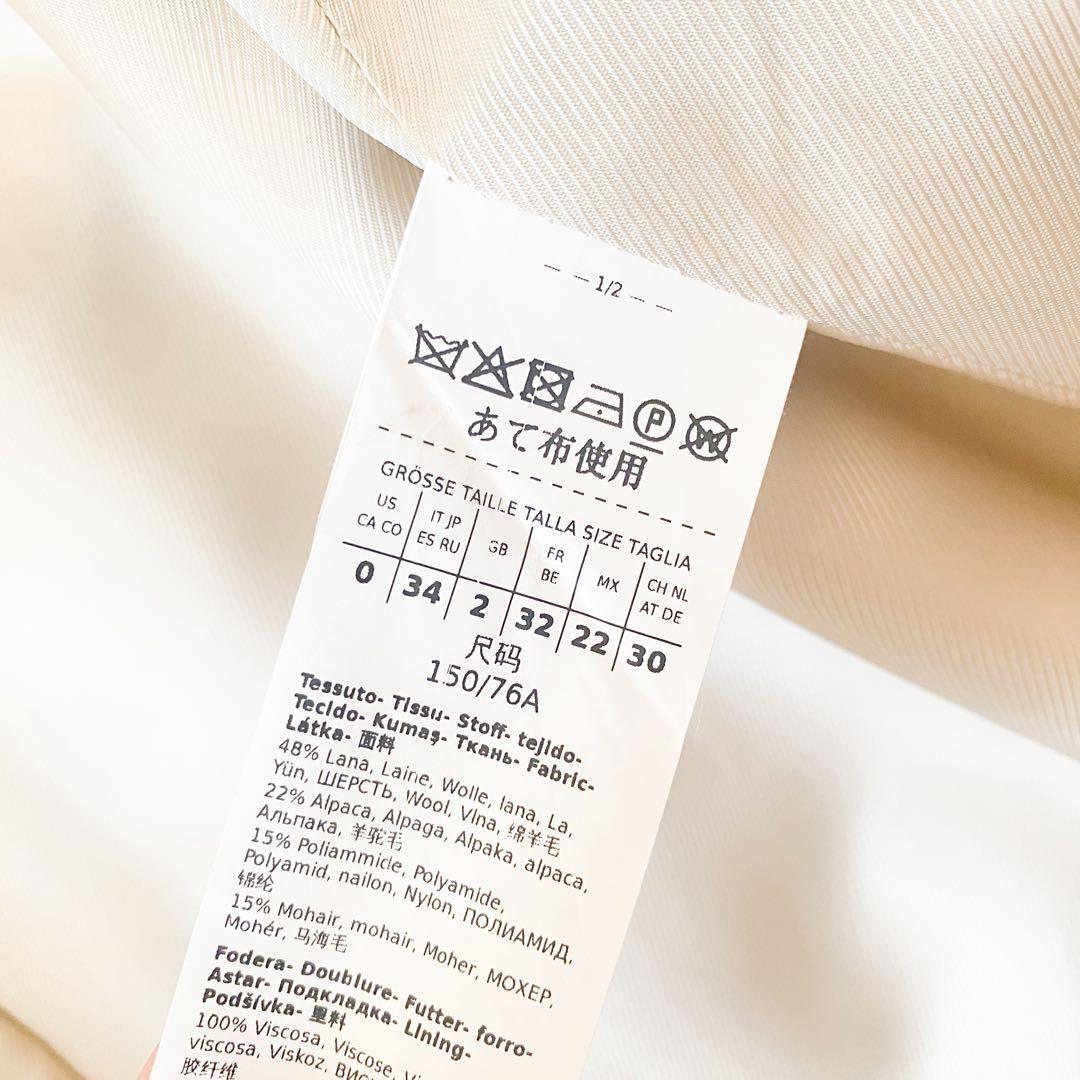 — — 1/2 — —
P W
あて布使用
GRÖSSE TAILLE TALLA SIZE TAGLIA
US CA CO | IT JP ES RU | GB | FR BE | MX | CH NL AT DE
0 | 34 | 2 | 32 | 22 | 30
尺码
150/76A
Tessuto- Tissu- Stoff- tejido-
Tecido- Kumaş- Ткань- Fabric-
Látka- 面料
48% Lana, Laine, Wolle, lana, La,
Yün, ШЕРСТЬ, Wool, Vlna, 绵羊毛
22% Alpaca, Alpaga, Alpaka, alpaca,
Альпака, 羊驼毛
15% Poliammide, Polyamide,
Polyamid, nailon, Nylon, ПОЛИАМИД,
锦纶
15% Mohair, mohair, Moher, МОХЕР,
Mohér, 马海毛
Fodera- Doublure- Futter- forro-
Astar- Подкладка- Lining-
Podšívka- 里料
100% Viscosa, Viscose,
viscosa, Viskoz,
胶纤维